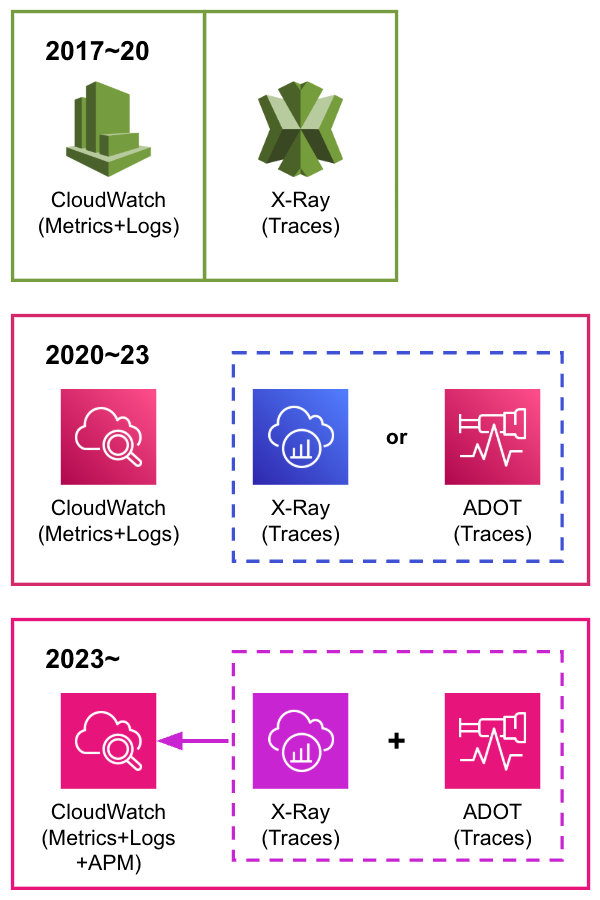 2017~20
CloudWatch
(Metrics+Logs)
X-Ray
(Traces)
2020~23
CloudWatch
(Metrics+Logs)
X-Ray
(Traces)
or
ADOT
(Traces)
2023~
CloudWatch
(Metrics+Logs
+APM)
X-Ray
(Traces)
+
ADOT
(Traces)